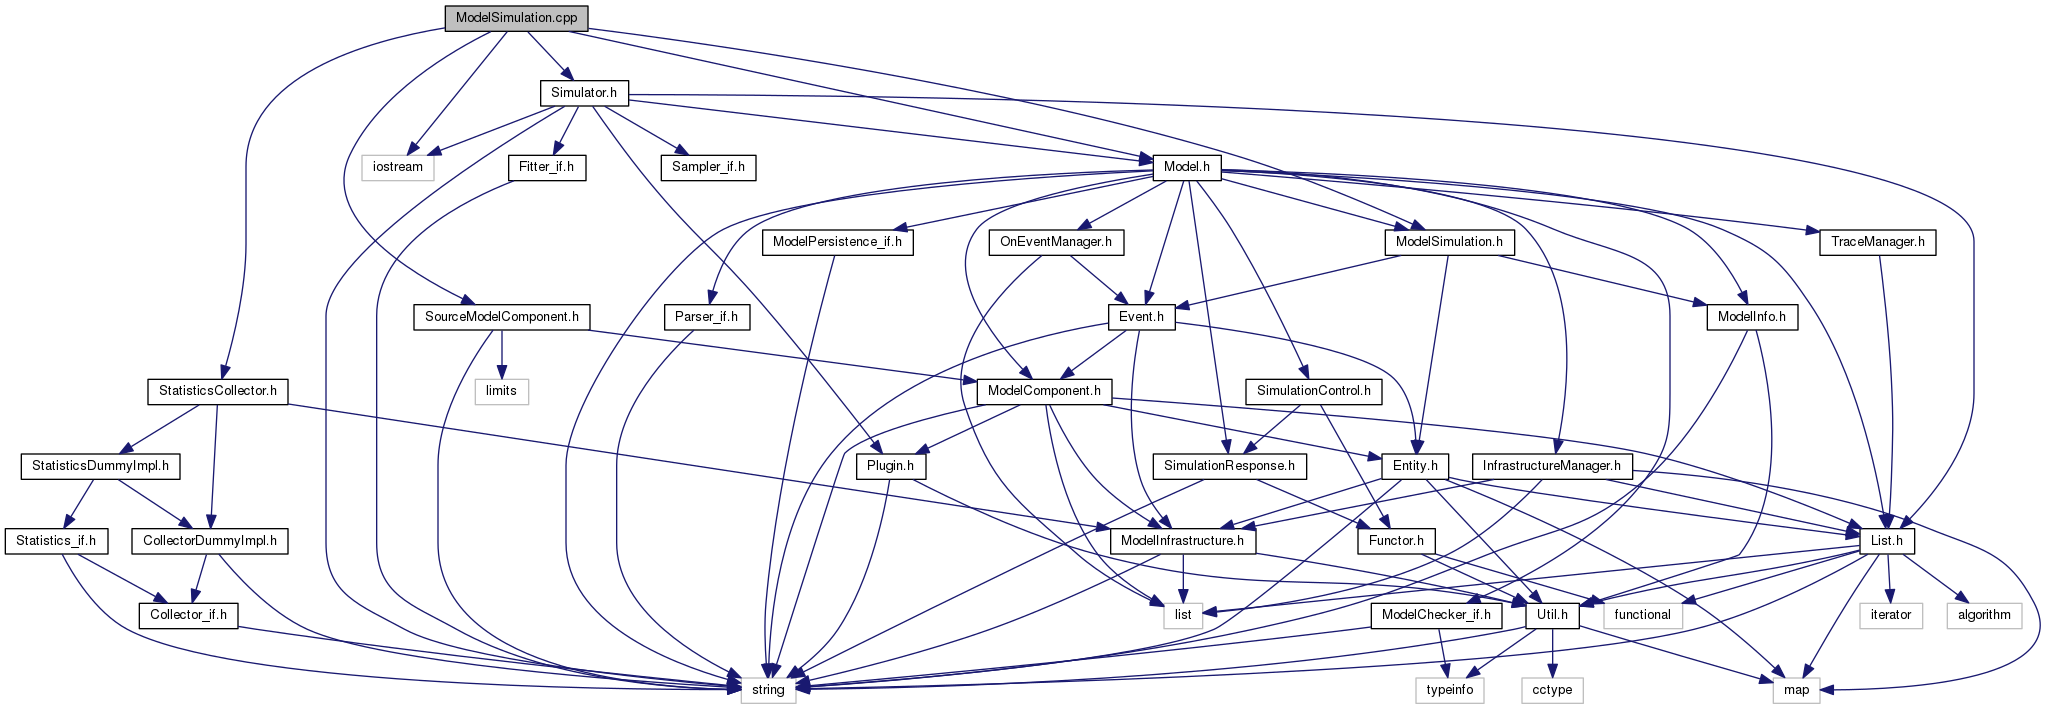 ModelSimulation.cpp
Simulator.h
iostream
Fitter_if.h
Sampler_if.h
Model.h
ModelPersistence_if.h
OnEventManager.h
ModelSimulation.h
TraceManager.h
SourceModelComponent.h
Parser_if.h
Event.h
ModelInfo.h
StatisticsCollector.h
limits
ModelComponent.h
SimulationControl.h
StatisticsDummyImpl.h
Plugin.h
SimulationResponse.h
Entity.h
InfrastructureManager.h
Statistics_if.h
CollectorDummyImpl.h
ModelInfrastructure.h
Functor.h
List.h
Collector_if.h
list
ModelChecker_if.h
Util.h
functional
iterator
algorithm
string
typeinfo
cctype
map